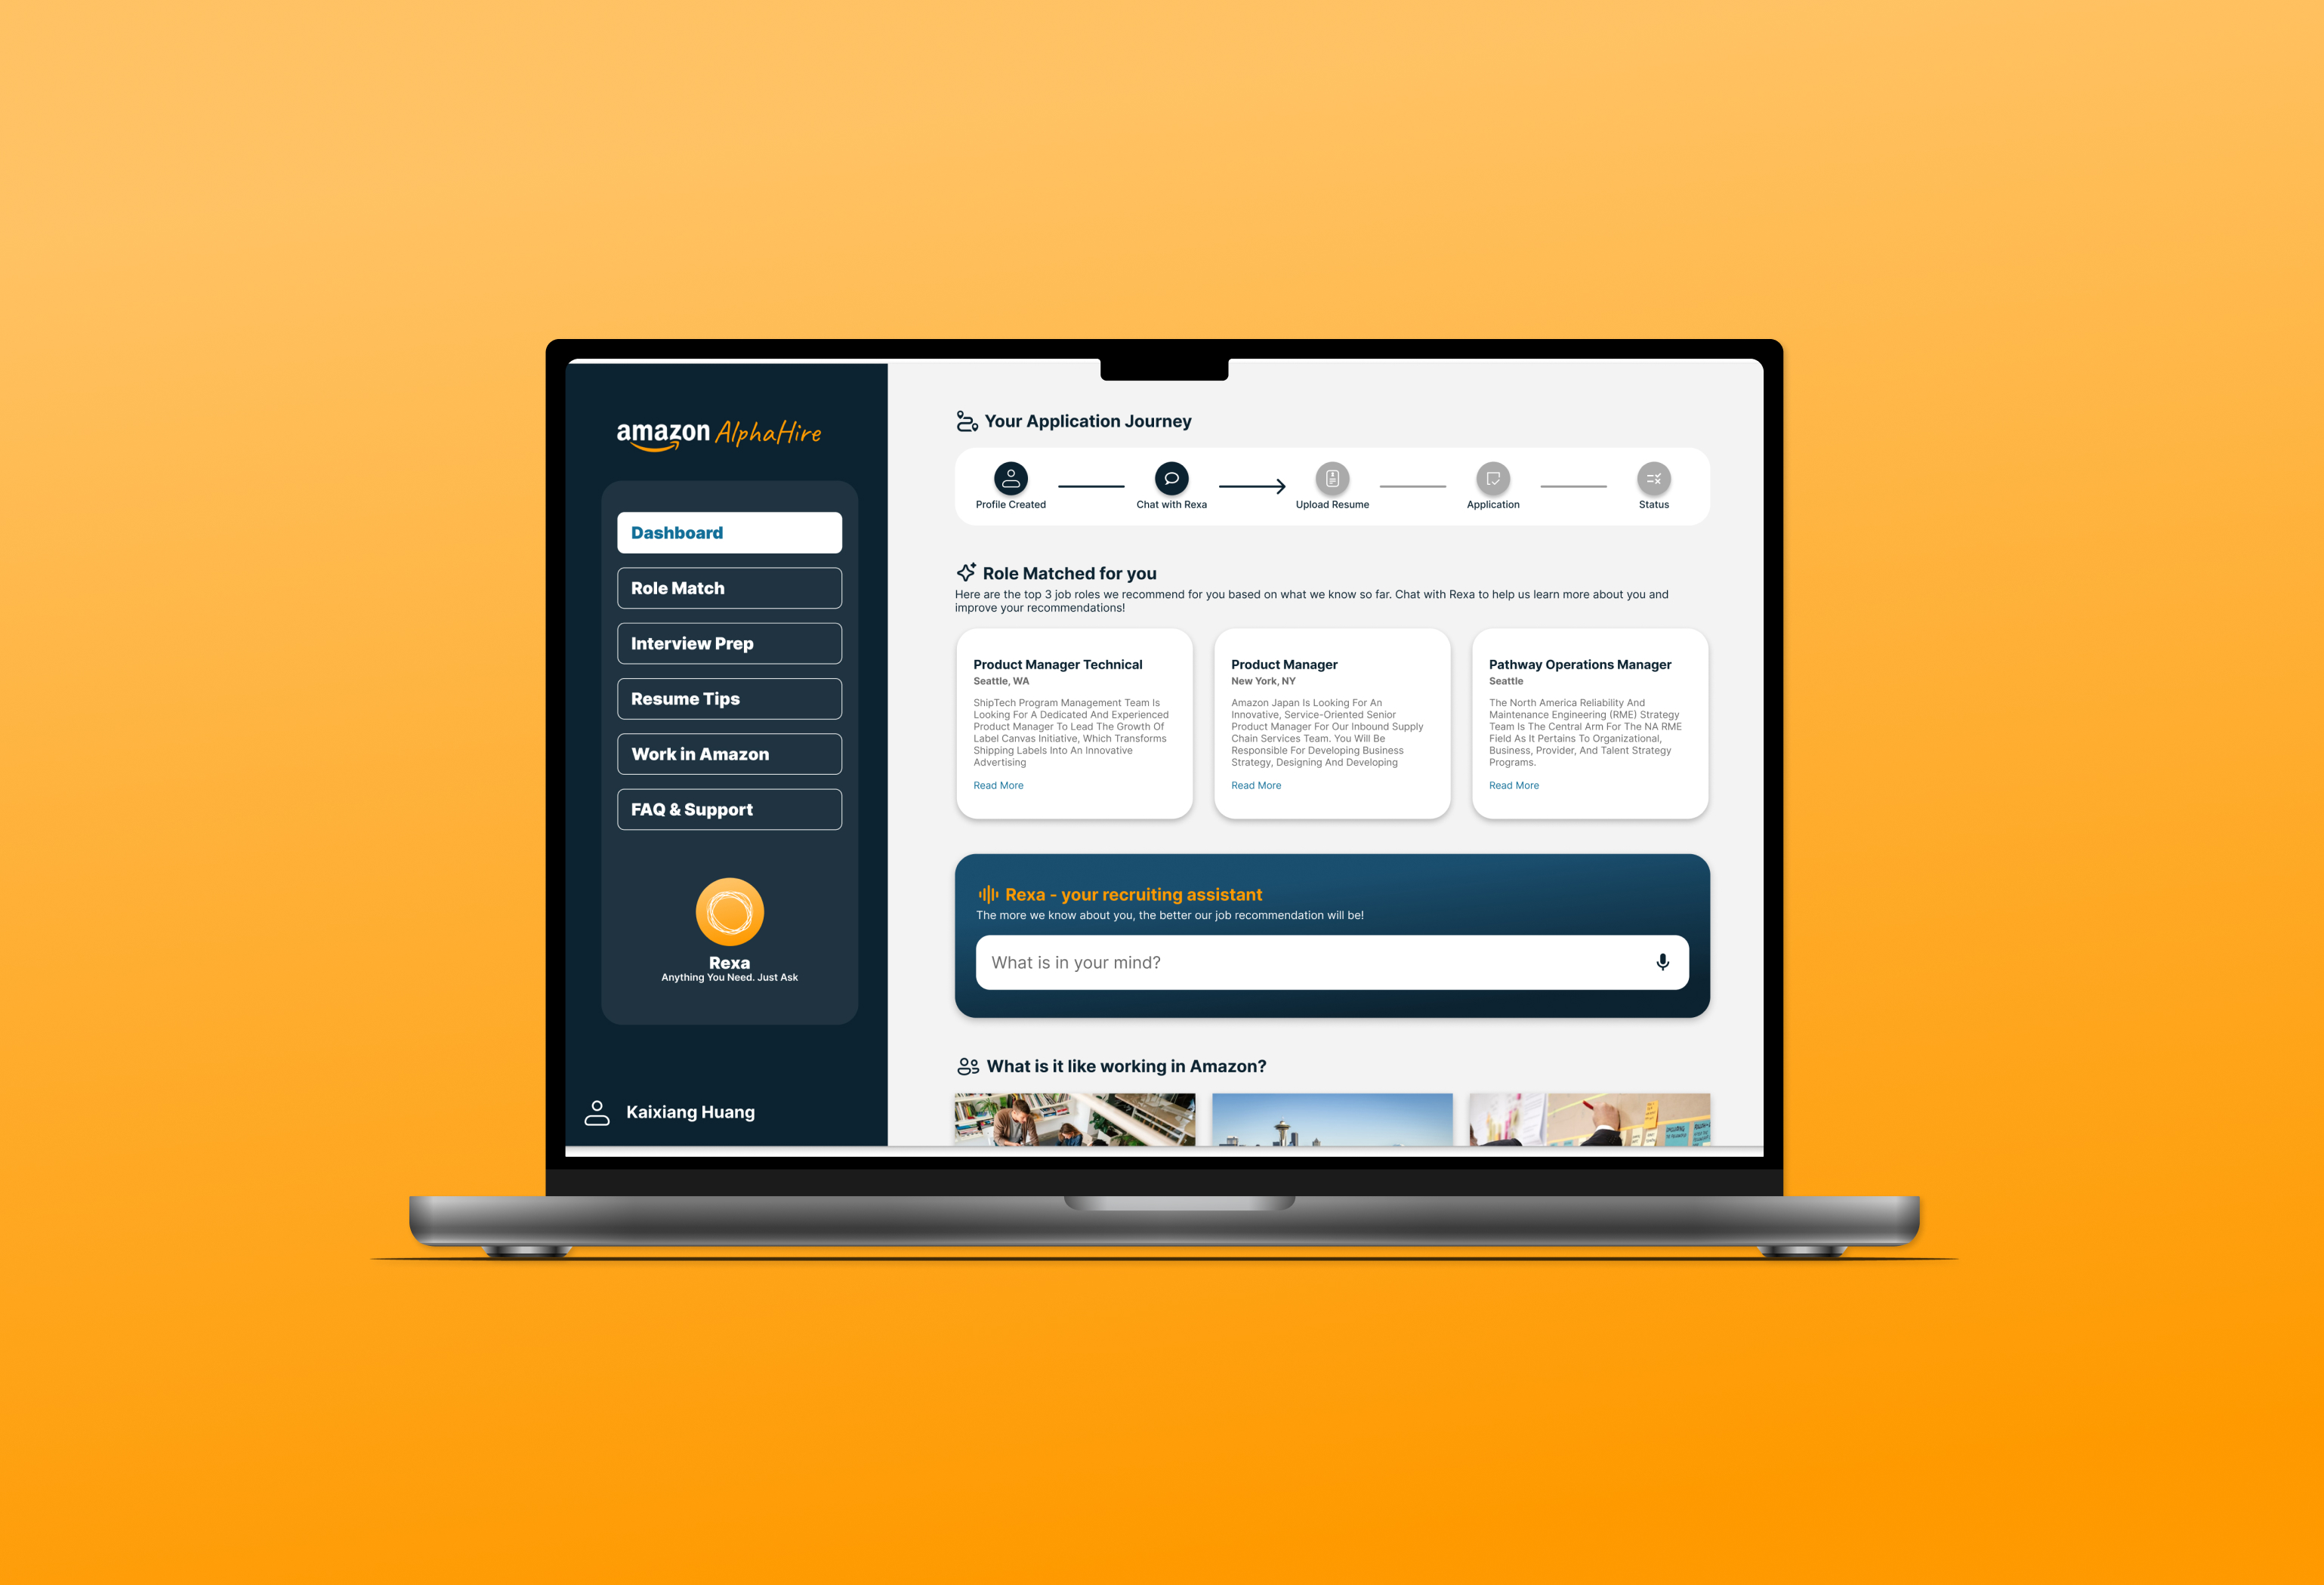 amazon AlphaHire
Dashboard
Role Match
Interview Prep
Resume Tips
Work in Amazon
FAQ & Support
Rexa
Anything You Need. Just Ask
Kaixiang Huang
Your Application Journey
Profile Created
Chat with Rexa
Upload Resume
Application
Status
Role Matched for you
Here are the top 3 job roles we recommend for you based on what we know so far. Chat with Rexa to help us learn more about you and
improve your recommendations!
Product Manager Technical
Seattle, WA
ShipTech Program Management Team Is
Looking For A Dedicated And Experienced
Product Manager To Lead The Growth Of
Label Canvas Initiative, Which Transforms
Shipping Labels Into An Innovative
Advertising
Read More
Product Manager
New York, NY
Amazon Japan Is Looking For An
Innovative, Service-Oriented Senior
Product Manager For Our Inbound Supply
Chain Services Team. You Will Be
Responsible For Developing Business
Strategy, Designing And Developing
Read More
Pathway Operations Manager
Seattle
The North America Reliability And
Maintenance Engineering (RME) Strategy
Team Is The Central Arm For The NA RME
Field As It Pertains To Organizational,
Business, Provider, And Talent Strategy
Programs.
Read More
Rexa - your recruiting assistant
The more we know about you, the better our job recommendation will be!
What is in your mind?
What is it like working in Amazon?